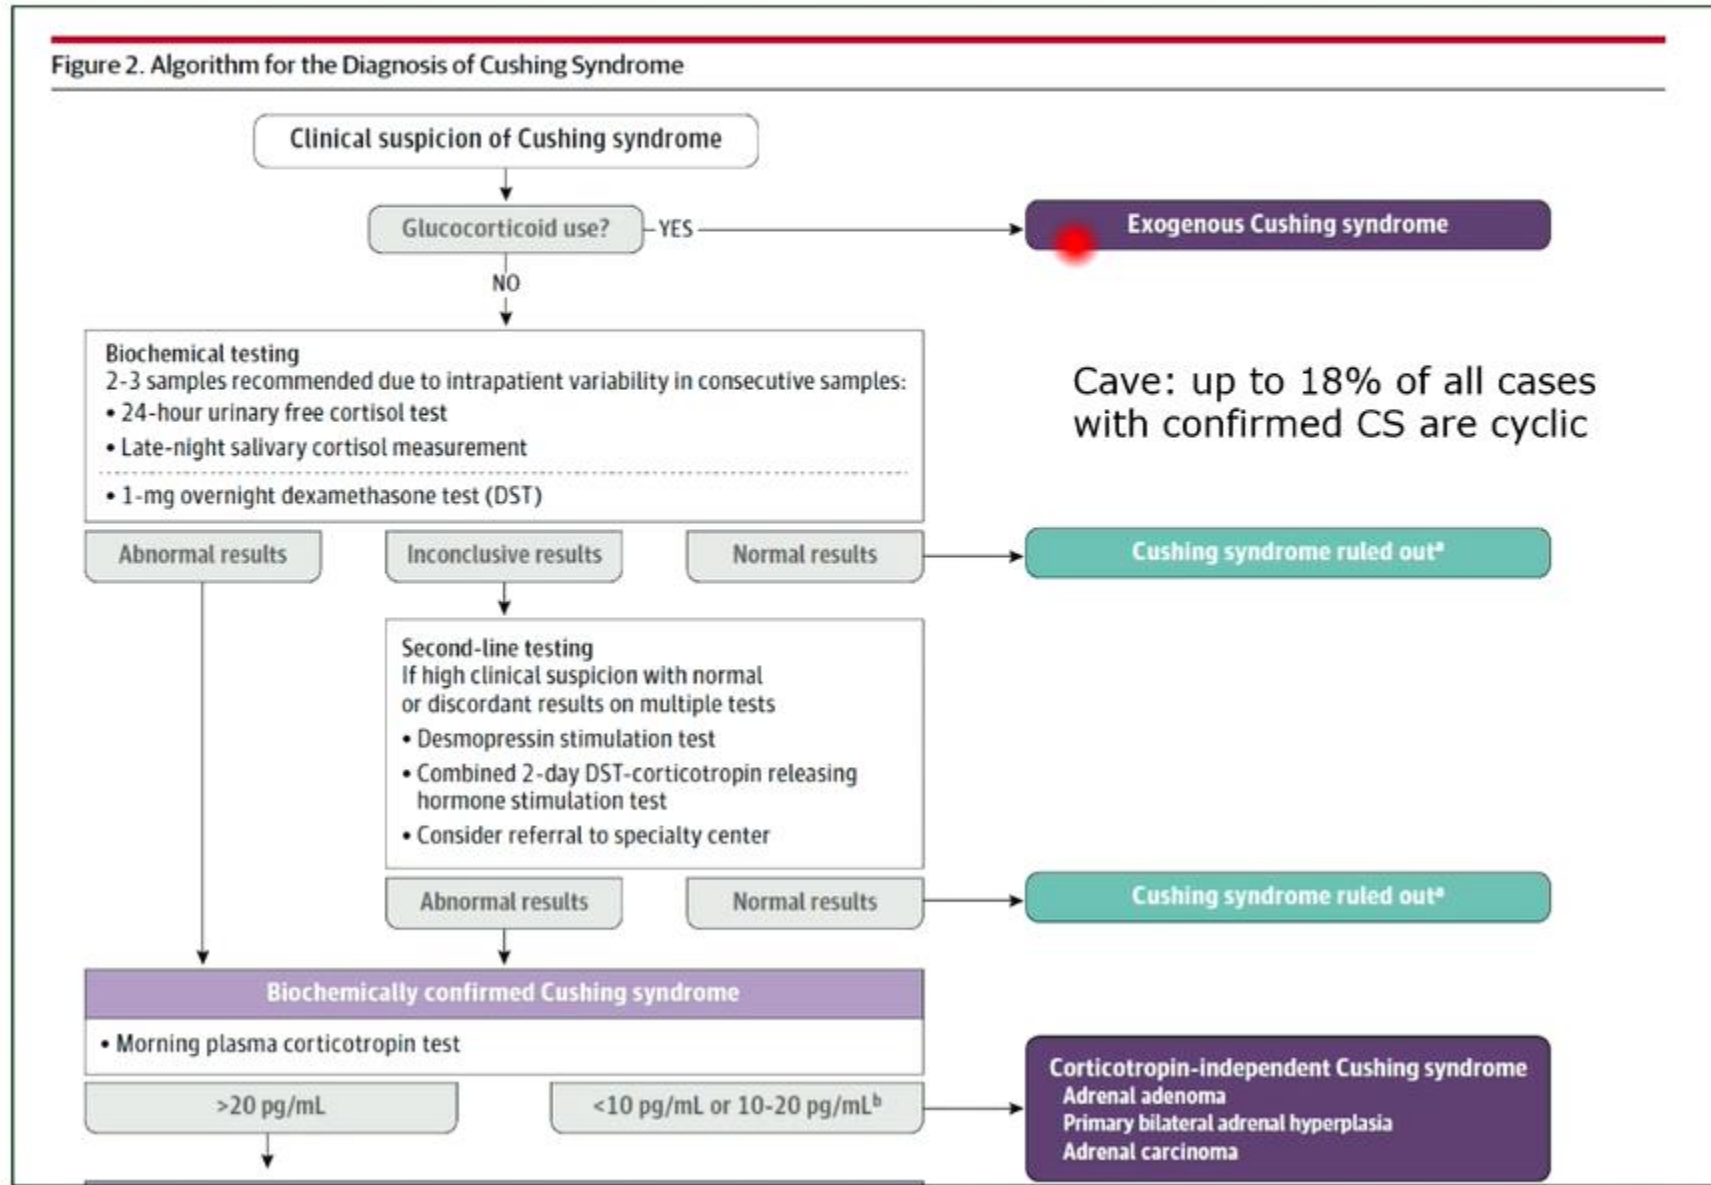 Figure 2. Algorithm for the Diagnosis of Cushing Syndrome
Clinical suspicion of Cushing syndrome
Glucocorticoid use?
YES
Exogenous Cushing syndrome
NO
Biochemical testing
2-3 samples recommended due to intrapatient variability in consecutive samples:
• 24-hour urinary free cortisol test
• Late-night salivary cortisol measurement
• 1-mg overnight dexamethasone test (DST)
Cave: up to 18% of all cases
with confirmed CS are cyclic
Abnormal results
Inconclusive results
Normal results
Cushing syndrome ruled outᵃ
Second-line testing
If high clinical suspicion with normal
or discordant results on multiple tests
• Desmopressin stimulation test
• Combined 2-day DST-corticotropin releasing
hormone stimulation test
• Consider referral to specialty center
Abnormal results
Normal results
Cushing syndrome ruled outᵃ
Biochemically confirmed Cushing syndrome
• Morning plasma corticotropin test
>20 pg/mL
<10 pg/mL or 10-20 pg/mLᵇ
Corticotropin-independent Cushing syndrome
Adrenal adenoma
Primary bilateral adrenal hyperplasia
Adrenal carcinoma